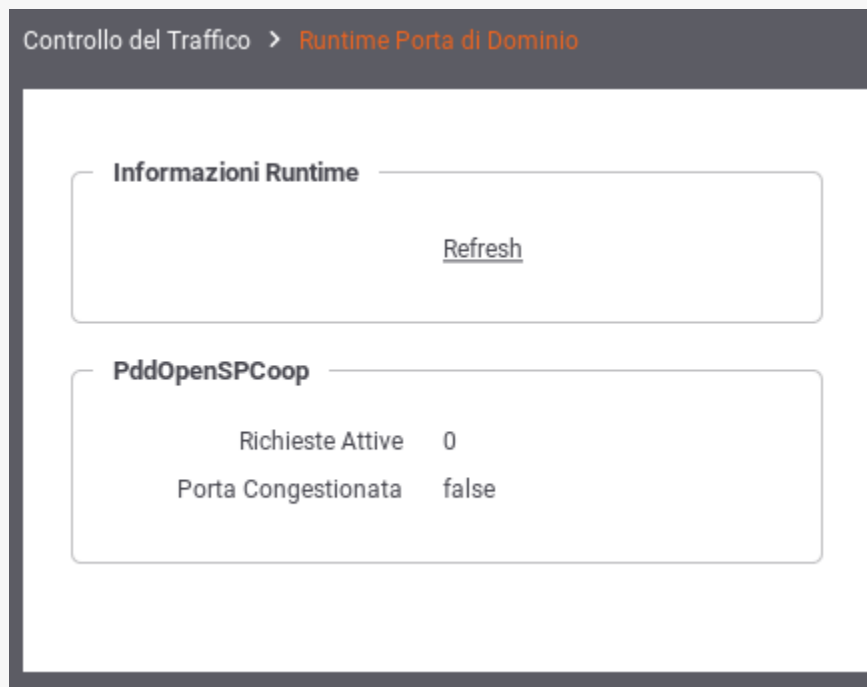 Controllo del Traffico > Runtime Porta di Dominio
Informazioni Runtime
Refresh
PddOpenSPCoop
Richieste Attive 0
Porta Congestionata false